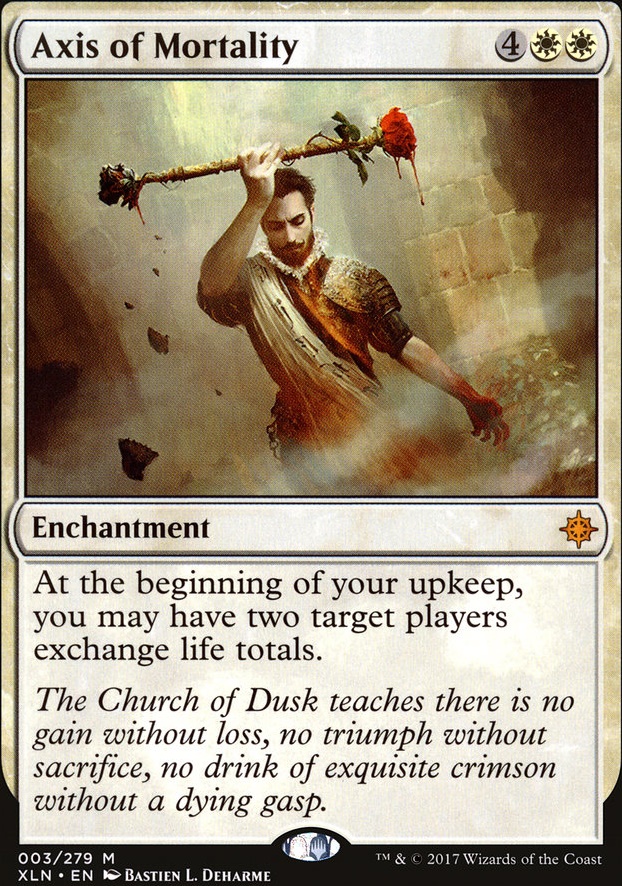 Axis of Mortality 4
Enchantment
At the beginning of your upkeep,
you may have two target players
exchange life totals.
The Church of Dusk teaches there is no
gain without loss, no triumph without
sacrifice, no drink of exquisite crimson
without a dying gasp.
003/279 M
XLN • EN Bastien L. Deharme
™ & © 2017 Wizards of the Coast